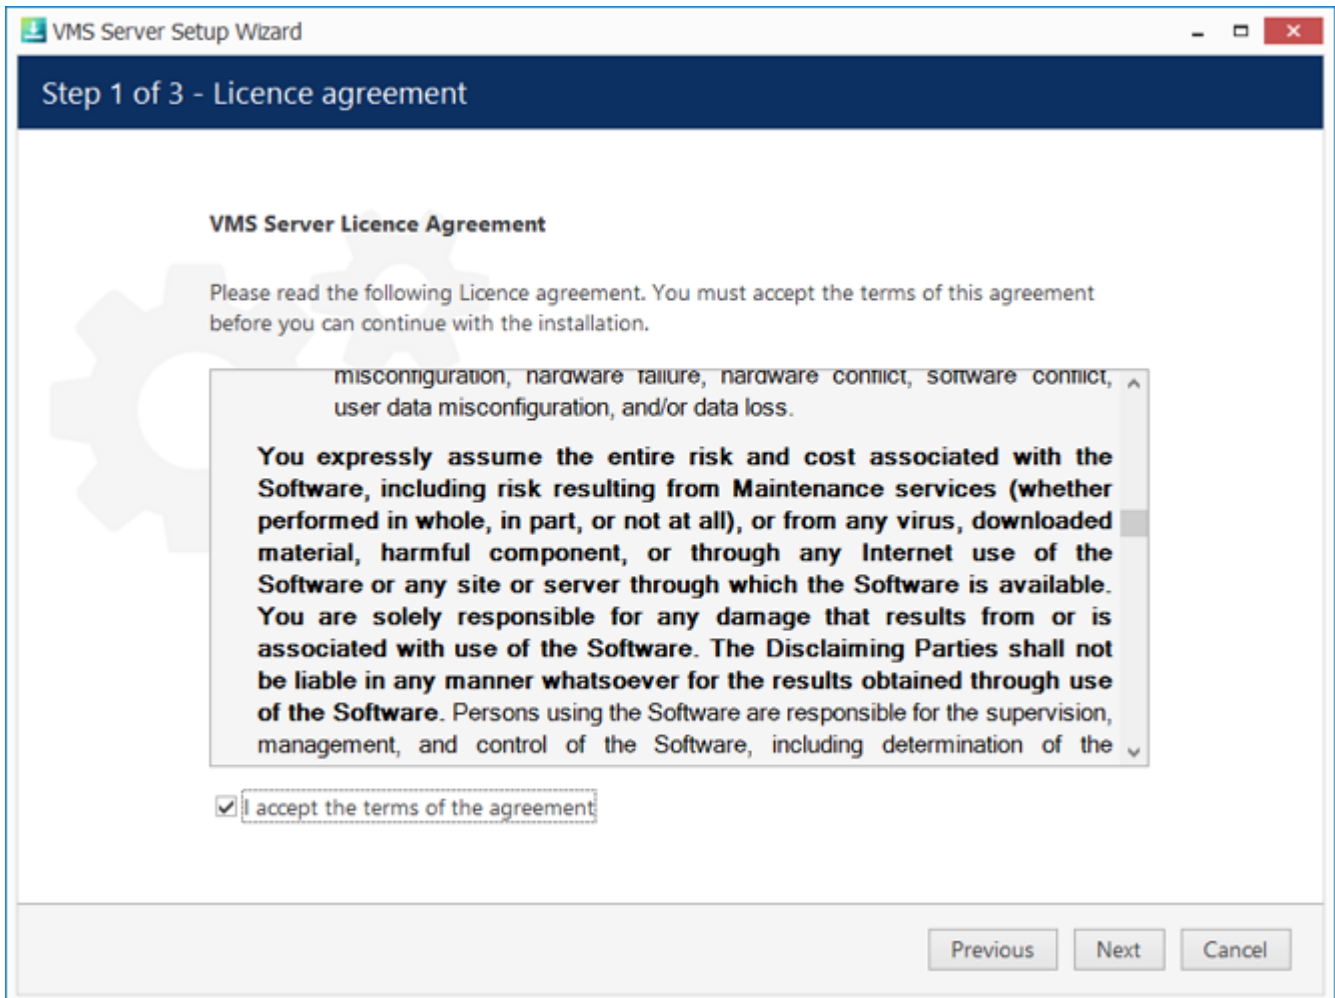 VMS Server Setup Wizard
Step 1 of 3 - Licence agreement
VMS Server Licence Agreement
Please read the following Licence agreement. You must accept the terms of this agreement
before you can continue with the installation.
misconfiguration, hardware failure, hardware conflict, software conflict,
user data misconfiguration, and/or data loss.
You expressly assume the entire risk and cost associated with the
Software, including risk resulting from Maintenance services (whether
performed in whole, in part, or not at all), or from any virus, downloaded
material, harmful component, or through any Internet use of the
Software or any site or server through which the Software is available.
You are solely responsible for any damage that results from or is
associated with use of the Software. The Disclaiming Parties shall not
be liable in any manner whatsoever for the results obtained through use
of the Software. Persons using the Software are responsible for the supervision,
management, and control of the Software, including determination of the
I accept the terms of the agreement
Previous Next Cancel